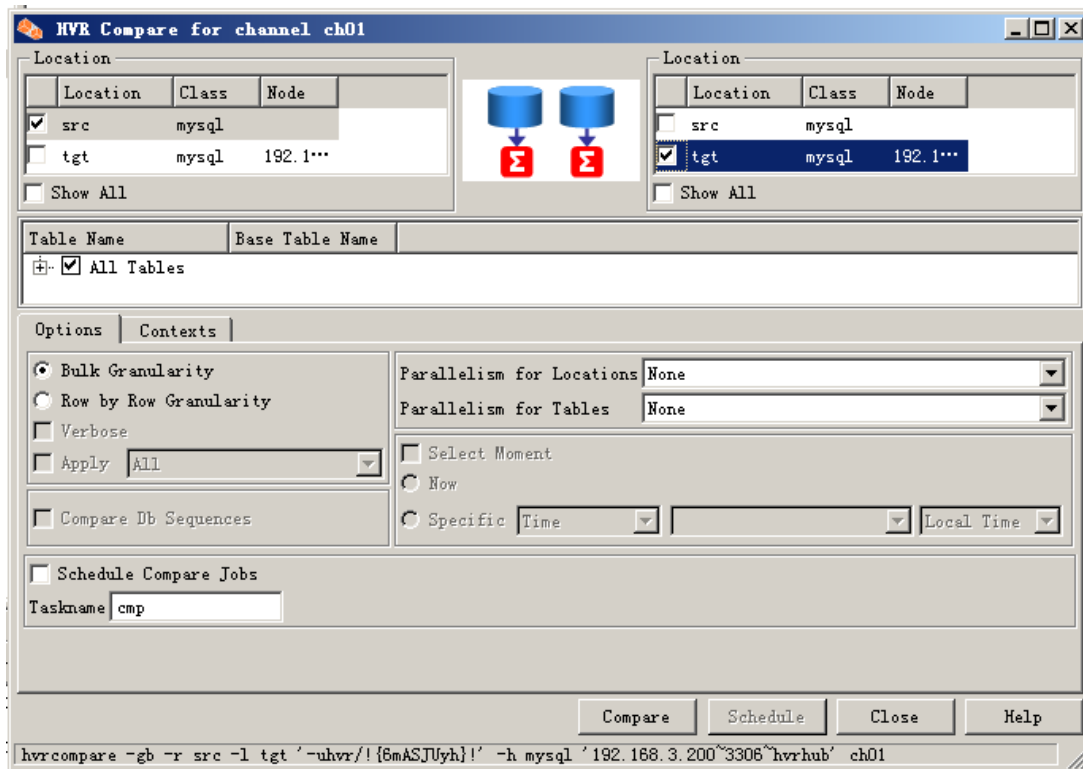 HVR Compare for channel ch01
Location
Location Class Node
src mysql
tgt mysql 192.1···
Show All
Location
Location Class Node
src mysql
tgt mysql 192.1···
Show All
Table Name Base Table Name
All Tables
Options Contexts
Bulk Granularity
Row by Row Granularity
Verbose
Apply All
Compare Db Sequences
Parallelism for Locations None
Parallelism for Tables None
Select Moment
Now
Specific Time Local Time
Schedule Compare Jobs
Taskname cmp
Compare Schedule Close Help
hvrcompare -gb -r src -l tgt '-uhvr/!{6mASJUyh}!' -h mysql '192.168.3.200~3306~hvrhub' ch01